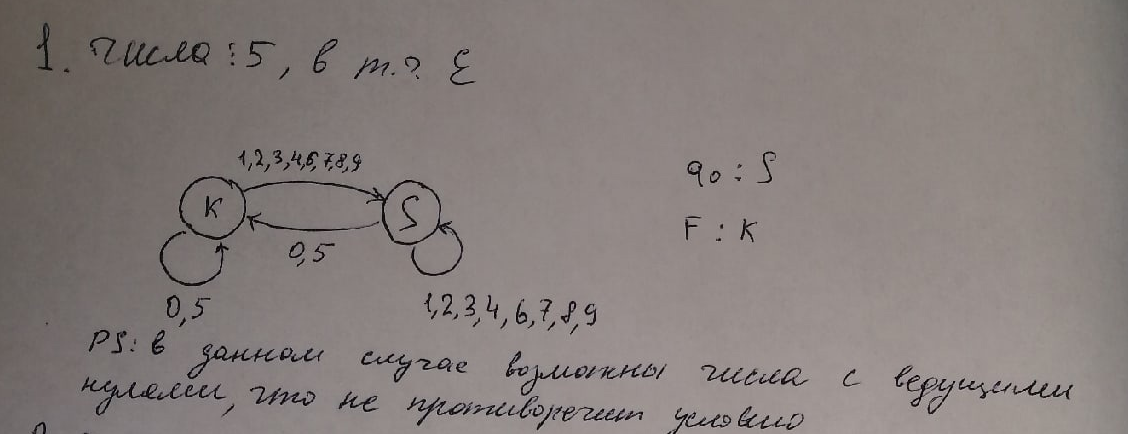 1. числа ⋮ 5, в т.ч. ε
1,2,3,4,6,7,8,9
q₀ : S
K
S
F : K
0,5
0,5
1,2,3,4,6,7,8,9
PS: в данном случае возможны числа с ведущими
нулями, что не противоречит условию